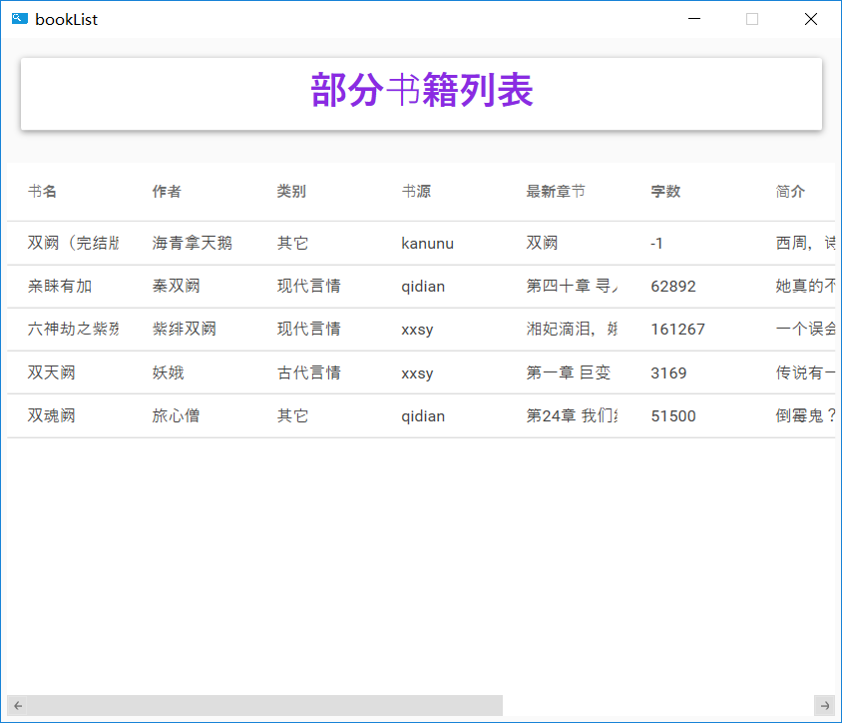 bookList
部分书籍列表
书名 作者 类别 书源 最新章节 字数 简介
双阙（完结版 海青拿天鹅 其它 kanunu 双阙 -1 西周，诗
亲睐有加 秦双阙 现代言情 qidian 第四十章 寻 62892 她真的不
六神劫之紫 紫绯双阙 现代言情 xxsy 湘妃滴泪， 161267 一个误会
双天阙 妖娥 古代言情 xxsy 第一章 巨变 3169 传说有一
双魂阙 旅心僧 其它 qidian 第24章 我们 51500 倒霉鬼？